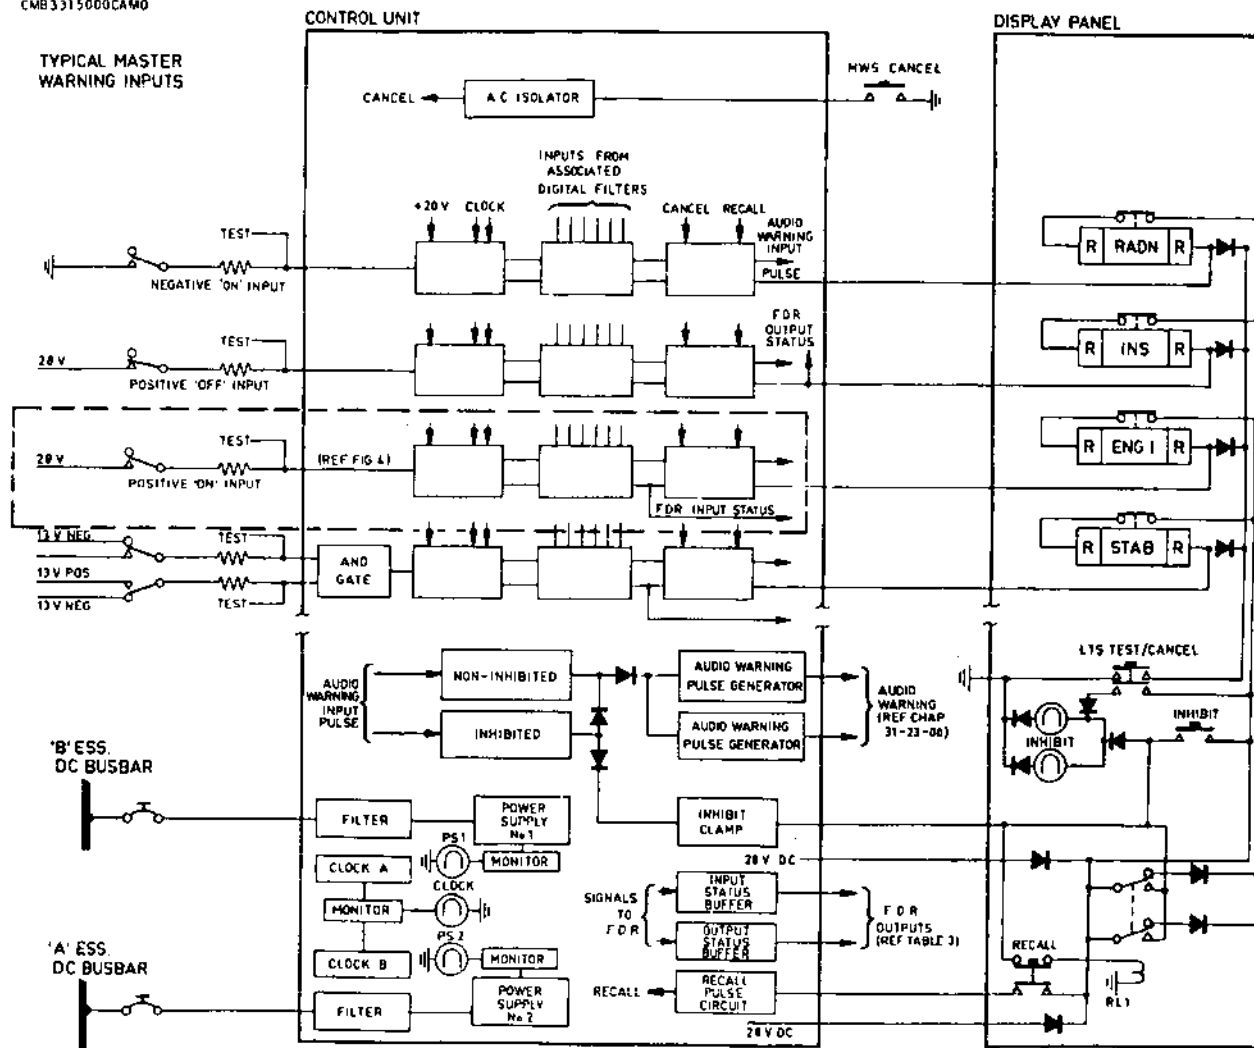 CMB3315000CAM0
CONTROL UNIT
DISPLAY PANEL
TYPICAL MASTER
WARNING INPUTS
MWS CANCEL
CANCEL
A.C ISOLATOR
INPUTS FROM
ASSOCIATED
DIGITAL FILTERS
+20V CLOCK
CANCEL RECALL
AUDIO
WARNING
INPUT
PULSE
TEST
NEGATIVE 'ON' INPUT
R RADN R
FDR
OUTPUT
STATUS
TEST
28 V
POSITIVE 'OFF' INPUT
R INS R
TEST
28 V
POSITIVE 'ON' INPUT
(REF FIG 4)
FDR INPUT STATUS
R ENG 1 R
13 V NEG
TEST
13 V POS
13 V NEG
TEST
AND
GATE
R STAB R
LTS TEST/CANCEL
AUDIO
WARNING
INPUT
PULSE
NON-INHIBITED
INHIBITED
AUDIO WARNING
PULSE GENERATOR
AUDIO WARNING
PULSE GENERATOR
AUDIO
WARNING
(REF CHAP
31-23-00)
INHIBIT
INHIBIT
'B' ESS.
DC BUSBAR
FILTER
POWER
SUPPLY
No 1
PS1
MONITOR
INHIBIT
CLAMP
28 V DC
CLOCK A
CLOCK
MONITOR
PS 2
CLOCK B
MONITOR
SIGNALS
TO
FDR
INPUT
STATUS
BUFFER
OUTPUT
STATUS
BUFFER
FDR
OUTPUTS
(REF TABLE 3)
RECALL
'A' ESS.
DC BUSBAR
FILTER
POWER
SUPPLY
No 2
RECALL
RECALL
PULSE
CIRCUIT
28 V DC
RL1